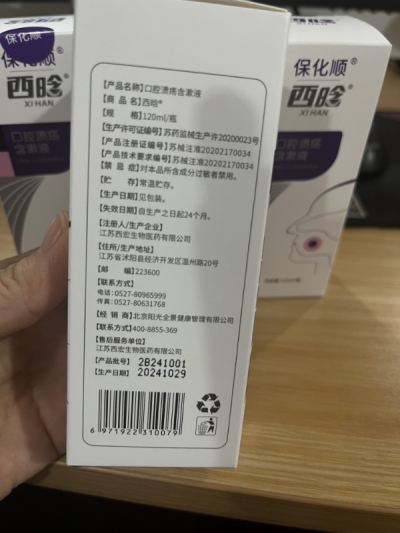 保化顺
西晗
XI HAN
口腔溃疡
含漱液
【产品名称】口腔溃疡含漱液
【商 品 名】西晗®
【规 格】120ml/瓶
【生产许可证编号】苏药监械生产许20200023号
【产品注册证编号】苏械注准20202170034
【产品技术要求编号】苏械注准20202170034
【禁 忌 症】对本品所含成分过敏者禁用。
【贮 存】常温贮存。
【生产日期】见包装。
【失效日期】自生产之日起24个月。
【注册人/生产企业】
江苏西宏生物医药有限公司
【住所/生产地址】
江苏省沭阳县经济开发区温州路20号
【邮 编】223600
【联系方式】
电话:0527-80965999
传真:0527-80631768
【经 销 商】北京阳光全景健康管理有限公司
【联系方式】400-8855-369
【售后服务单位】
江苏西宏生物医药有限公司
【产品批号】2B241001
【生产日期】20241029
6 971922 310079
保化顺
西晗
XI HAN
口腔溃疡
含漱液